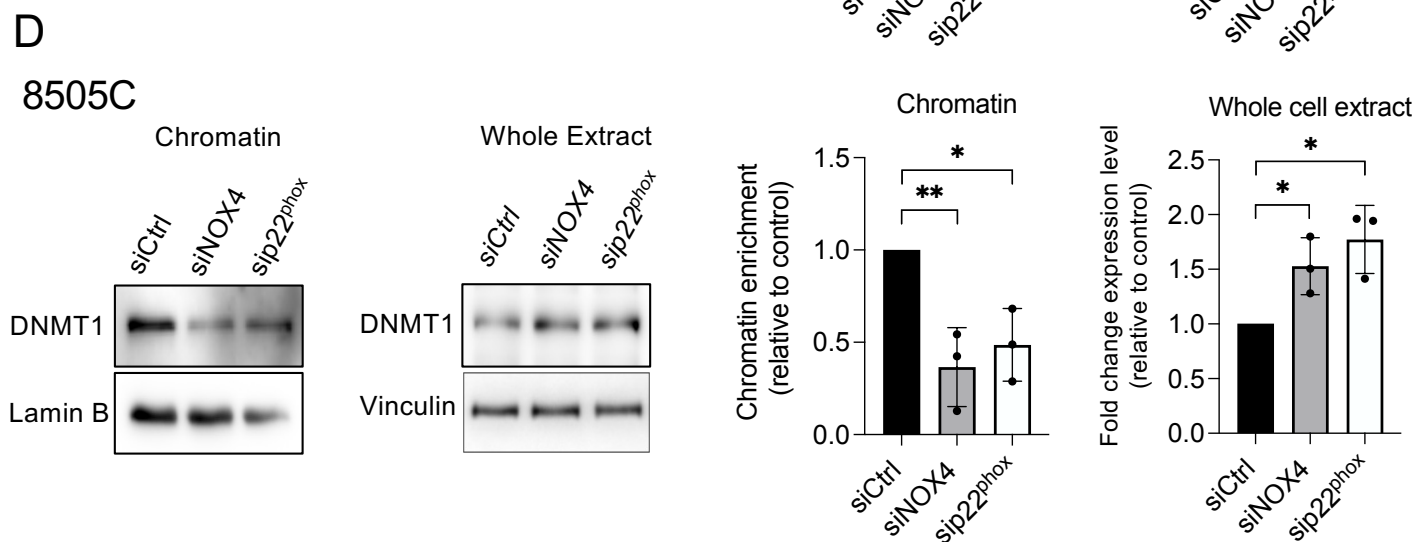 D
8505C
Chromatin
siCtrl
siNOX4
sip22phox
DNMT1
Lamin B
Whole Extract
siCtrl
siNOX4
sip22phox
DNMT1
Vinculin
Chromatin
Chromatin enrichment
(relative to control)
1.5
1.0
0.5
0.0
*
**
siCtrl
siNOX4
sip22phox
Whole cell extract
Fold change expression level
(relative to control)
2.5
2.0
1.5
1.0
0.5
0.0
*
*
siCtrl
siNOX4
sip22phox